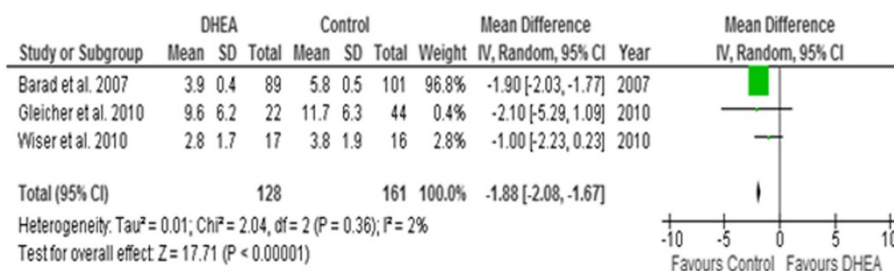 DHEA Control Mean Difference Mean Difference
Study or Subgroup Mean SD Total Mean SD Total Weight IV, Random, 95% CI Year IV, Random, 95% CI
Barad et al. 2007 3.9 0.4 89 5.8 0.5 101 96.8% -1.90 [-2.03, -1.77] 2007
Gleicher et al. 2010 9.6 6.2 22 11.7 6.3 44 0.4% -2.10 [-5.29, 1.09] 2010
Wiser et al. 2010 2.8 1.7 17 3.8 1.9 16 2.8% -1.00 [-2.23, 0.23] 2010
Total (95% CI) 128 161 100.0% -1.88 [-2.08, -1.67]
Heterogeneity: Tau² = 0.01; Chi² = 2.04, df = 2 (P = 0.36); I² = 2%
Test for overall effect: Z = 17.71 (P < 0.00001)
-10 -5 0 5 10
Favours Control Favours DHEA